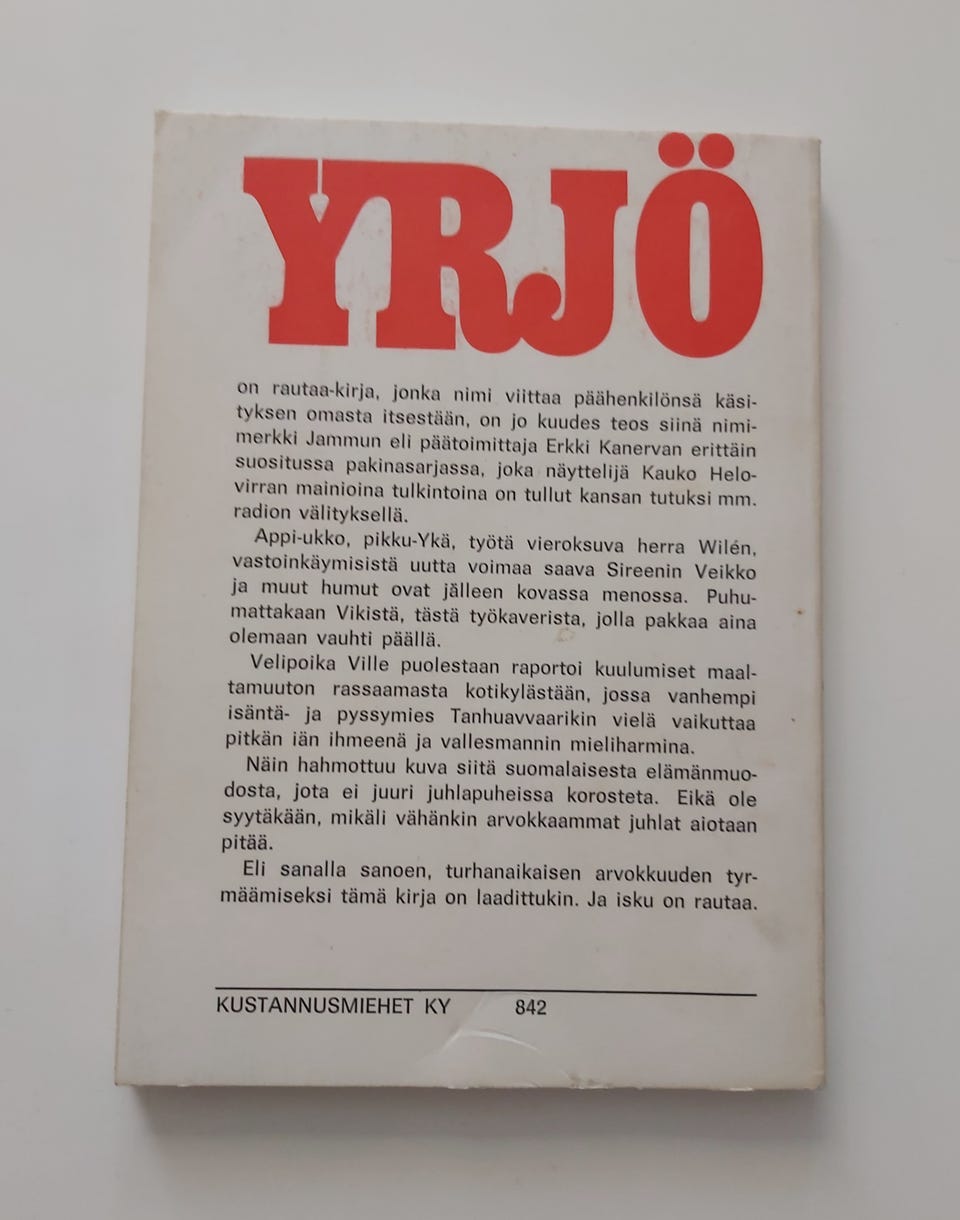 YRJÖ
on rautaa-kirja, jonka nimi viittaa päähenkilönsä käsi-
tyksen omasta itsestään, on jo kuudes teos siinä nimi-
merkki Jammun eli päätoimittaja Erkki Kanervan erittäin
suositussa pakinasarjassa, joka näyttelijä Kauko Helo-
virran mainioina tulkintoina on tullut kansan tutuksi mm.
radion välityksellä.
Appi-ukko, pikku-Ykä, työtä vieroksuva herra Wilén,
vastoinkäymisistä uutta voimaa saava Sireenin Veikko
ja muut humut ovat jälleen kovassa menossa. Puhu-
mattakaan Vikistä, tästä työkaverista, jolla pakkaa aina
olemaan vauhti päällä.
Velipoika Ville puolestaan raportoi kuulumiset maal-
tamuuton rassaamasta kotikylästään, jossa vanhempi
isäntä- ja pyssymies Tanhuavvaarikin vielä vaikuttaa
pitkän iän ihmeenä ja vallesmannin mieliharmina.
Näin hahmottuu kuva siitä suomalaisesta elämänmuo-
dosta, jota ei juuri juhlapuheissa korosteta. Eikä ole
syytäkään, mikäli vähänkin arvokkaammat juhlat aiotaan
pitää.
Eli sanalla sanoen, turhanaikaisen arvokkuuden tyr-
määmiseksi tämä kirja on laadittukin. Ja isku on rautaa.
KUSTANNUSMIEHET KY 842